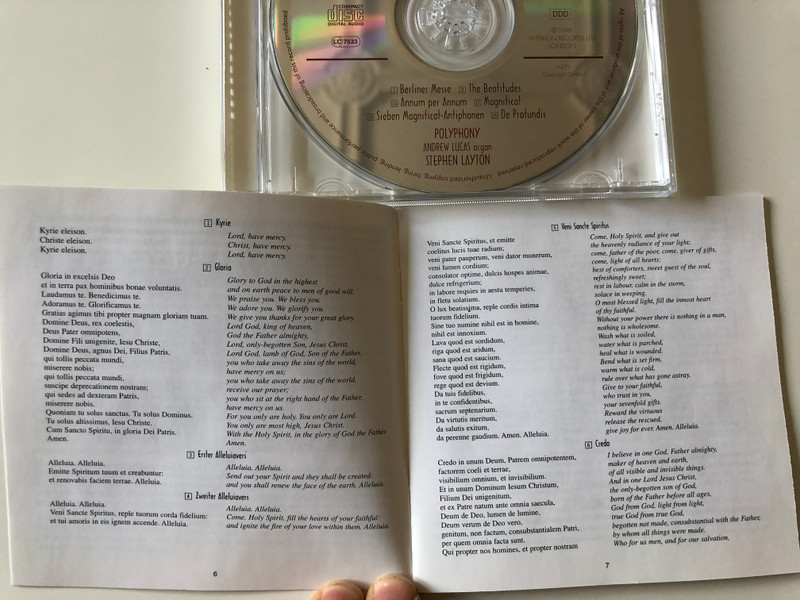 COMPACT
disc
DIGITAL AUDIO
LC 7533
DDD
HYPERION RECORDS LTD
LONDON
Copyright Control
1 Berliner Messe The Beatitudes
Annum per Annum Magnificat
Sieben Magnificat-Antiphonen De Profundis
POLYPHONY
ANDREW LUCAS organ
STEPHEN LAYTON
All rights of the producer and of the owner of the work reproduced reserved. Unauthorized copying, hiring, lending, public performance and broadcasting of this record prohibited
1 Kyrie
Kyrie eleison.
Christe eleison.
Kyrie eleison.
Lord, have mercy.
Christ, have mercy.
Lord, have mercy.
2 Gloria
Gloria in excelsis Deo
et in terra pax hominibus bonae voluntatis.
Laudamus te. Benedicimus te.
Adoramus te. Glorificamus te.
Gratias agimus tibi propter magnam gloriam tuam.
Domine Deus, rex coelestis,
Deus Pater omnipotens,
Domine Fili unigenite, Iesu Christe,
Domine Deus, agnus Dei, Filius Patris,
qui tollis peccata mundi,
miserere nobis;
qui tollis peccata mundi,
suscipe deprecationem nostram;
qui sedes ad dexteram Patris,
miserere nobis.
Quoniam tu solus sanctus. Tu solus Dominus.
Tu solus altissimus, Iesu Christe.
Cum Sancto Spiritu, in gloria Dei Patris.
Amen.
Glory to God in the highest
and on earth peace to men of good will.
We praise you. We bless you.
We adore you. We glorify you.
We give you thanks for your great glory.
Lord God, king of heaven,
God the Father almighty,
Lord, only-begotten Son, Jesus Christ,
Lord God, lamb of God, Son of the Father,
you who take away the sins of the world,
have mercy on us;
you who take away the sins of the world,
receive our prayer;
you who sit at the right hand of the Father,
have mercy on us.
For you only are holy. You only are Lord.
You only are most high, Jesus Christ.
With the Holy Spirit, in the glory of God the Father
Amen.
3 Erster Alleluiavers
Alleluia. Alleluia.
Emitte Spiritum tuum et creabuntur:
et renovabis faciem terrae. Alleluia.
Alleluia. Alleluia.
Send out your Spirit and they shall be created:
and you shall renew the face of the earth. Alleluia.
4 Zweiter Alleluiavers
Alleluia. Alleluia.
Veni Sancte Spiritus, reple tuorum corda fidelium:
et tui amoris in eis ignem accende. Alleluia.
Alleluia. Alleluia.
Come, Holy Spirit, fill the hearts of your faithful:
and ignite the fire of your love within them. Alleluia.
6
5 Veni Sancte Spiritus
Veni Sancte Spiritus, et emitte
coelitus lucis tuae radium;
veni pater pauperum, veni dator munerum,
veni lumen cordium;
consolator optime, dulcis hospes animae,
dulce refrigerium;
in labore requies in aestu temperies,
in fletu solatium.
O lux beatissima, reple cordis intima
tuorum fidelium.
Sine tuo numine nihil est in homine,
nihil est innoxium.
Lava quod est sordidum,
riga quod est aridum,
sana quod est saucium.
Flecte quod est rigidum,
fove quod est frigidum,
rege quod est devium.
Da tuis fidelibus,
in te confidentibus,
sacrum septenarium.
Da virtutis meritum,
da salutis exitum,
da perenne gaudium. Amen. Alleluia.
Come, Holy Spirit, and give out
the heavenly radiance of your light;
come, father of the poor, come, giver of gifts,
come, light of all hearts;
best of comforters, sweet guest of the soul,
refreshingly sweet;
rest in labour, calm in the storm,
solace in weeping.
O most blessed light, fill the inmost heart
of thy faithful.
Without your power there is nothing in a man,
nothing is wholesome.
Wash what is soiled,
water what is parched,
heal what is wounded.
Bend what is set firm,
warm what is cold,
rule over what has gone astray.
Give to your faithful,
who trust in you,
your sevenfold gifts.
Reward the virtuous
release the rescued,
give joy for ever. Amen. Alleluia.
6 Credo
Credo in unum Deum, Patrem omnipotentem,
factorem coeli et terrae,
visibilium omnium, et invisibilium.
Et in unum Dominum Iesum Christum,
Filium Dei unigenitum,
et ex Patre natum ante omnia saecula,
Deum de Deo, lumen de lumine,
Deum verum de Deo vero,
genitum, non factum, consubstantialem Patri,
per quem omnia facta sunt.
Qui propter nos homines, et propter nostram
I believe in one God, Father almighty,
maker of heaven and earth,
of all visible and invisible things.
And in one Lord Jesus Christ,
the only-begotten son of God,
born of the Father before all ages,
God from God, light from light,
true God from true God,
begotten not made, consubstantial with the Father,
by whom all things were made.
Who for us men, and for our salvation,
7